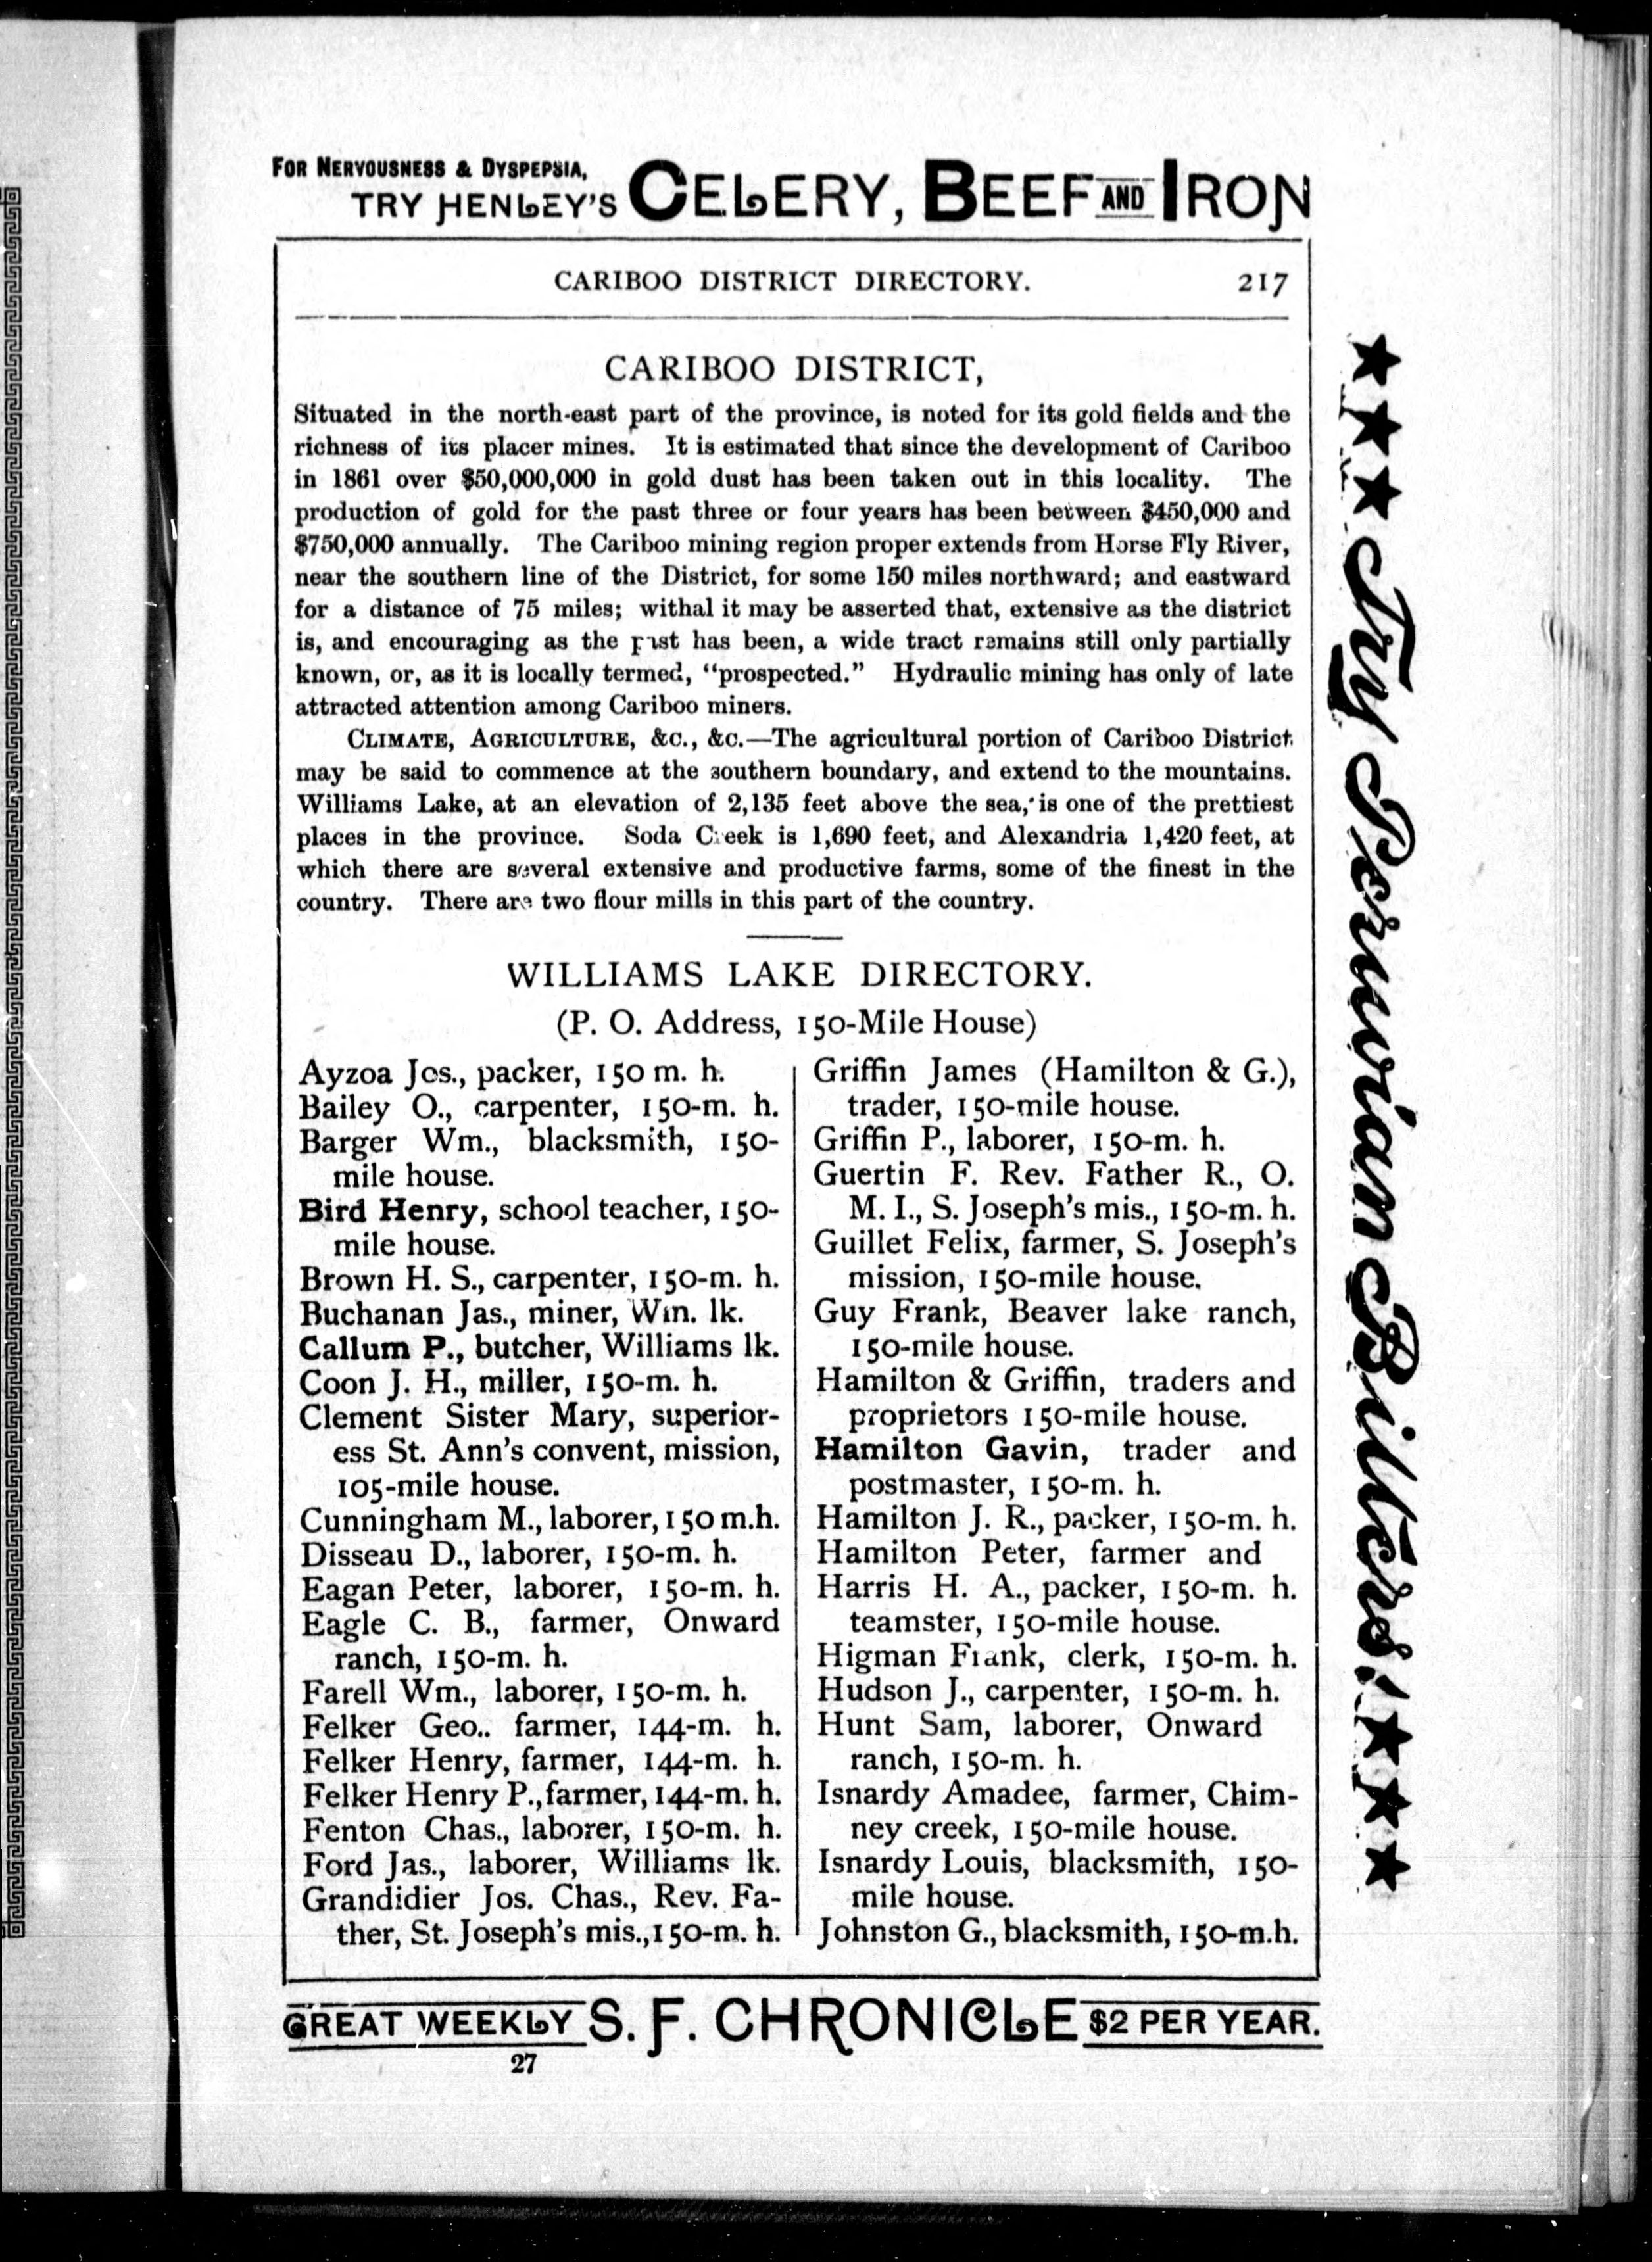 FOR NERVOUSNESS & DYSPEPSIA,
TRY HENLEY'S CELERY, BEEF AND IRON
CARIBOO DISTRICT DIRECTORY. 217
CARIBOO DISTRICT,
Situated in the north-east part of the province, is noted for its gold fields and the
richness of its placer mines. It is estimated that since the development of Cariboo
in 1861 over $50,000,000 in gold dust has been taken out in this locality. The
production of gold for the past three or four years has been between $450,000 and
$750,000 annually. The Cariboo mining region proper extends from Horse Fly River,
near the southern line of the District, for some 150 miles northward; and eastward
for a distance of 75 miles; withal it may be asserted that, extensive as the district
is, and encouraging as the past has been, a wide tract remains still only partially
known, or, as it is locally termed, "prospected." Hydraulic mining has only of late
attracted attention among Cariboo miners.
CLIMATE, AGRICULTURE, &C., &C.—The agricultural portion of Cariboo District
may be said to commence at the southern boundary, and extend to the mountains.
Williams Lake, at an elevation of 2,135 feet above the sea, is one of the prettiest
places in the province. Soda Creek is 1,690 feet, and Alexandria 1,420 feet, at
which there are several extensive and productive farms, some of the finest in the
country. There are two flour mills in this part of the country.
WILLIAMS LAKE DIRECTORY.
(P. O. Address, 150-Mile House)
Ayzoa Jos., packer, 150 m. h.
Bailey O., carpenter, 150-m. h.
Barger Wm., blacksmith, 150-
mile house.
Bird Henry, school teacher, 150-
mile house.
Brown H. S., carpenter, 150-m. h.
Buchanan Jas., miner, Wm. lk.
Callum P., butcher, Williams lk.
Coon J. H., miller, 150-m. h.
Clement Sister Mary, superior-
ess St. Ann's convent, mission,
105-mile house.
Cunningham M., laborer, 150 m.h.
Disseau D., laborer, 150-m. h.
Eagan Peter, laborer, 150-m. h.
Eagle C. B., farmer, Onward
ranch, 150-m. h.
Farell Wm., laborer, 150-m. h.
Felker Geo.. farmer, 144-m. h.
Felker Henry, farmer, 144-m. h.
Felker Henry P., farmer, 144-m. h.
Fenton Chas., laborer, 150-m. h.
Ford Jas., laborer, Williams lk.
Grandidier Jos. Chas., Rev. Fa-
ther, St. Joseph's mis., 150-m. h.
Griffin James (Hamilton & G.),
trader, 150-mile house.
Griffin P., laborer, 150-m. h.
Guertin F. Rev. Father R., O.
M. I., S. Joseph's mis., 150-m. h.
Guillet Felix, farmer, S. Joseph's
mission, 150-mile house.
Guy Frank, Beaver lake ranch,
150-mile house.
Hamilton & Griffin, traders and
proprietors 150-mile house.
Hamilton Gavin, trader and
postmaster, 150-m. h.
Hamilton J. R., packer, 150-m. h.
Hamilton Peter, farmer and
Harris H. A., packer, 150-m. h.
teamster, 150-mile house.
Higman Frank, clerk, 150-m. h.
Hudson J., carpenter, 150-m. h.
Hunt Sam, laborer, Onward
ranch, 150-m. h.
Isnardy Amadee, farmer, Chim-
ney creek, 150-mile house.
Isnardy Louis, blacksmith, 150-
mile house.
Johnston G., blacksmith, 150-m.h.
★★★ Try Peruvian Bitters! ★★★
GREAT WEEKLY S. F. CHRONICLE $2 PER YEAR.
27